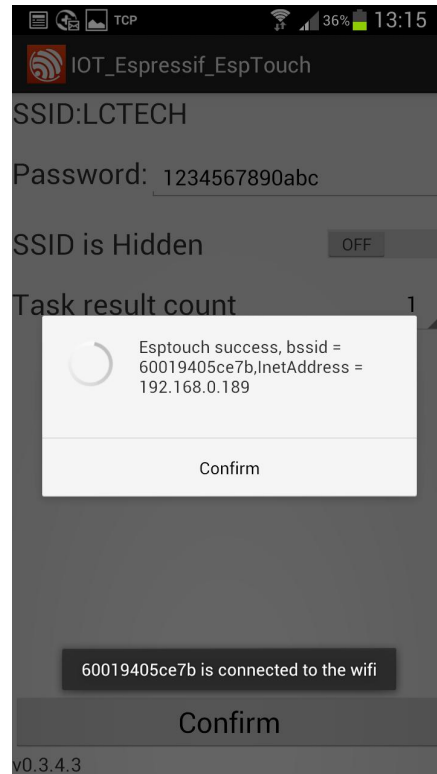 TCP 36% 13:15
IOT_Espressif_EspTouch
SSID:LCTECH
Password: 1234567890abc
SSID is Hidden OFF
Task result count 1
Esptouch success, bssid =
60019405ce7b,InetAddress =
192.168.0.189
Confirm
60019405ce7b is connected to the wifi
Confirm
v0.3.4.3